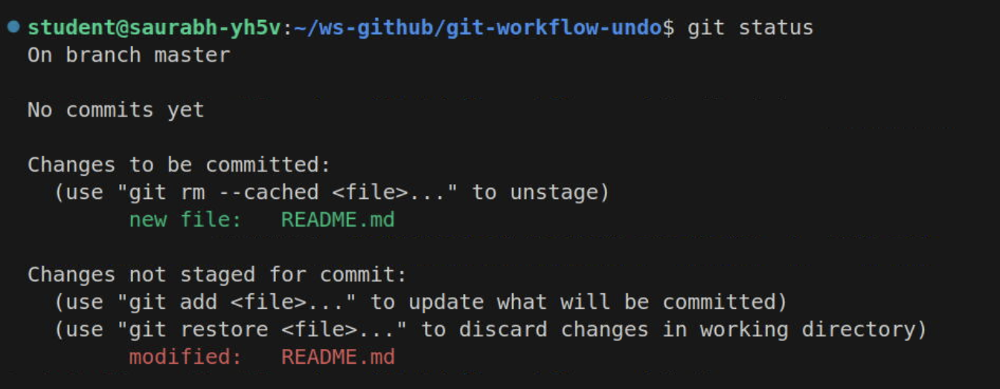 student@saurabh-yh5v:~/ws-github/git-workflow-undo$ git status
On branch master
No commits yet
Changes to be committed:
(use "git rm --cached <file>..." to unstage)
new file: README.md
Changes not staged for commit:
(use "git add <file>..." to update what will be committed)
(use "git restore <file>..." to discard changes in working directory)
modified: README.md